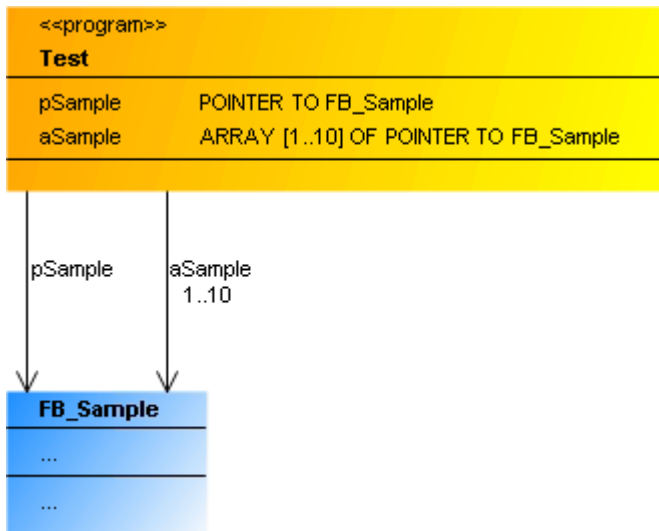 <<program>>
Test
pSample POINTER TO FB_Sample
aSample ARRAY [1..10] OF POINTER TO FB_Sample
pSample aSample
1..10
FB_Sample
...
...